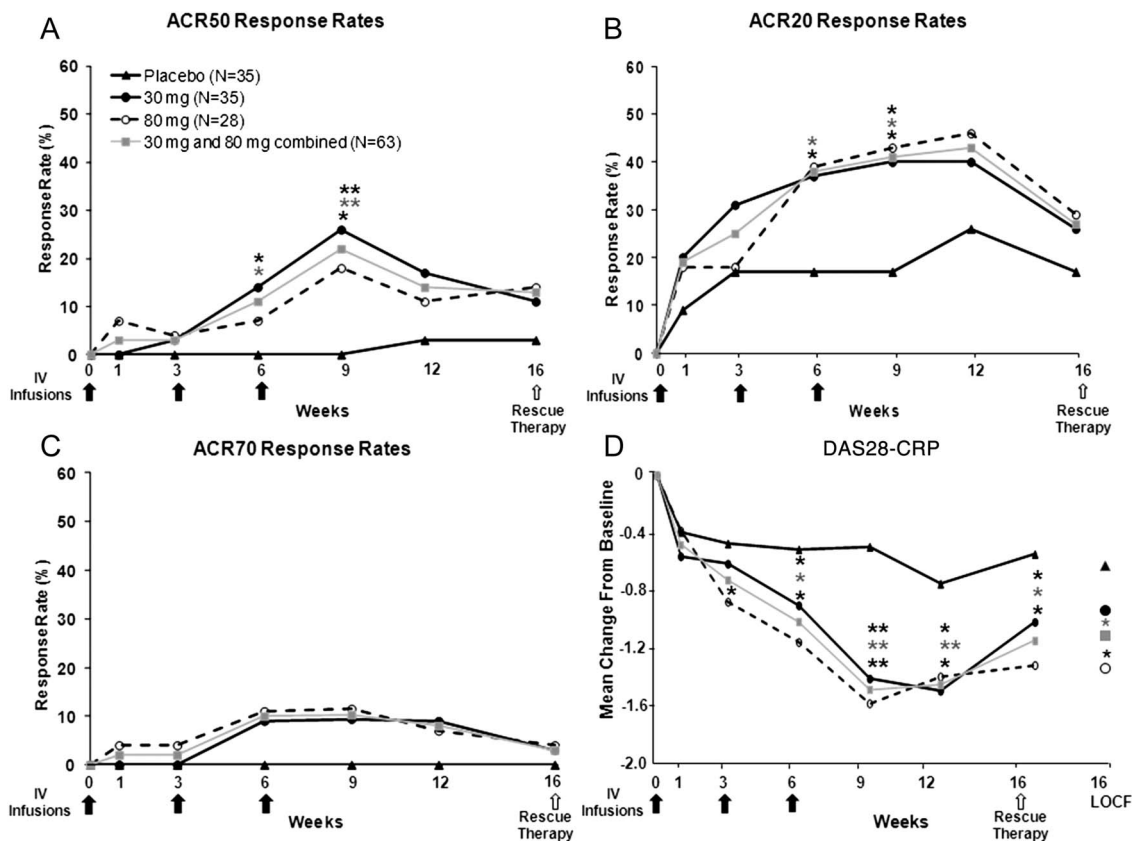 A
ACR50 Response Rates
60
50
40
30
20
10
0
Response Rate (%)
Placebo (N=35)
30 mg (N=35)
80 mg (N=28)
30 mg and 80 mg combined (N=63)
**
**
*
*
*
0 1 3 6 9 12 16
IV
Infusions
Weeks
Rescue
Therapy
B
ACR20 Response Rates
60
50
40
30
20
10
0
Response Rate (%)
*
*
*
*
*
0 1 3 6 9 12 16
IV
Infusions
Weeks
Rescue
Therapy
C
ACR70 Response Rates
60
50
40
30
20
10
0
Response Rate (%)
0 1 3 6 9 12 16
IV
Infusions
Weeks
Rescue
Therapy
D
DAS28-CRP
0
-0.4
-0.8
-1.2
-1.6
-2.0
Mean Change From Baseline
*
*
*
*
**
**
**
*
**
*
*
*
*
*
*
0 1 3 6 9 12 16 16
LOCF
IV
Infusions
Weeks
Rescue
Therapy